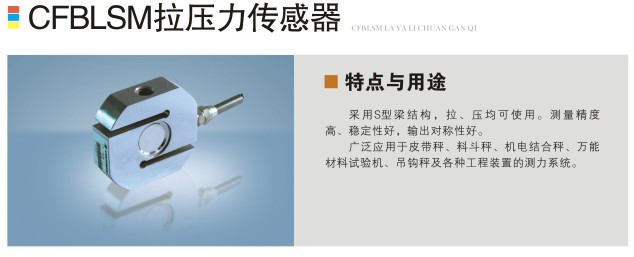 CFBLSM拉压力传感器 CFBLSM LA YA LI CHUAN GAN QI
特点与用途
采用S型梁结构，拉、压均可使用。测量精度
高、稳定性好，输出对称性好。
广泛应用于皮带秤、料斗秤、机电结合秤、万能
材料试验机、吊钩秤及各种工程装置的测力系统。